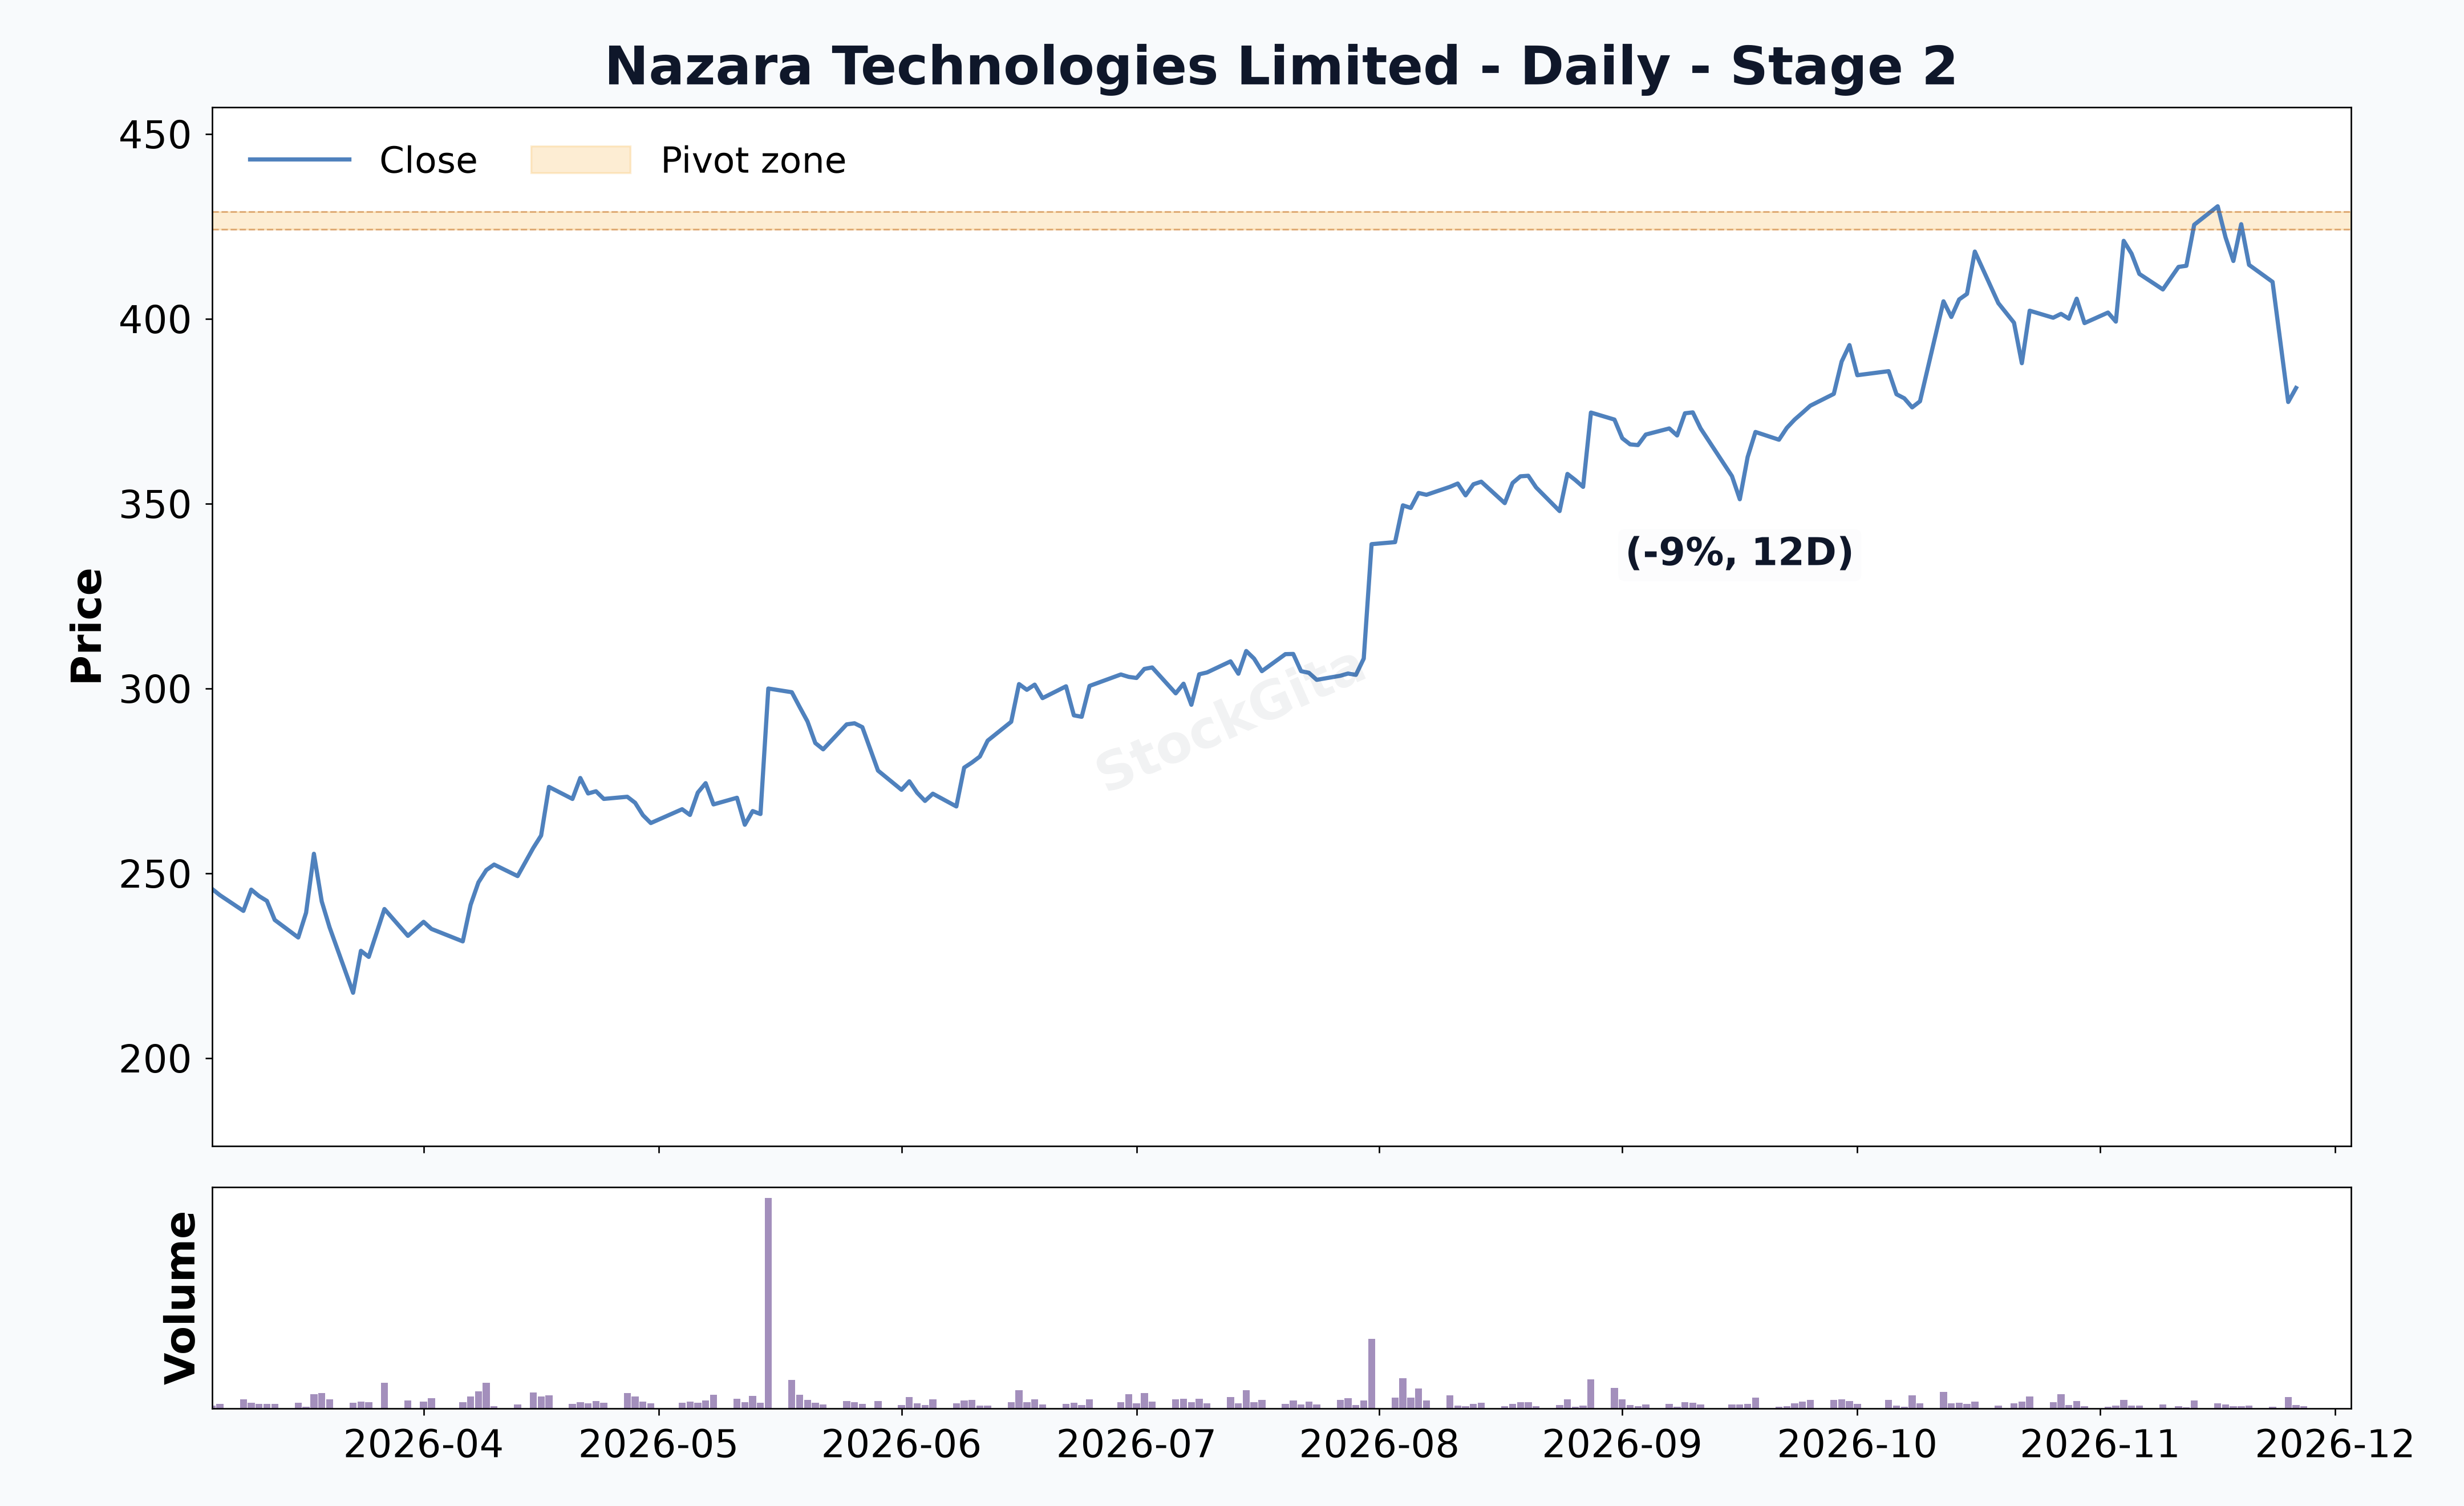 Nazara Technologies Limited - Daily - Stage 2
Close
Pivot zone
450
400
350
300
250
200
Price
(-9%, 12D)
StockGita
Volume
2026-04
2026-05
2026-06
2026-07
2026-08
2026-09
2026-10
2026-11
2026-12